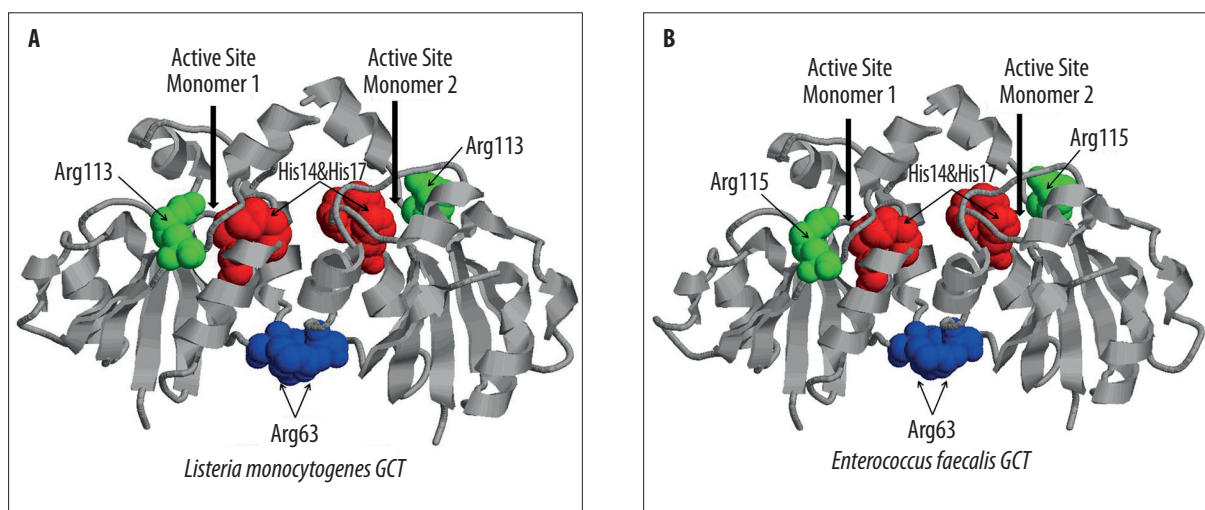 A
Active Site
Monomer 1
Active Site
Monomer 2
Arg113
His14&His17
Arg113
Arg63
Listeria monocytogenes GCT
B
Active Site
Monomer 1
Active Site
Monomer 2
Arg115
His14&His17
Arg115
Arg63
Enterococcus faecalis GCT